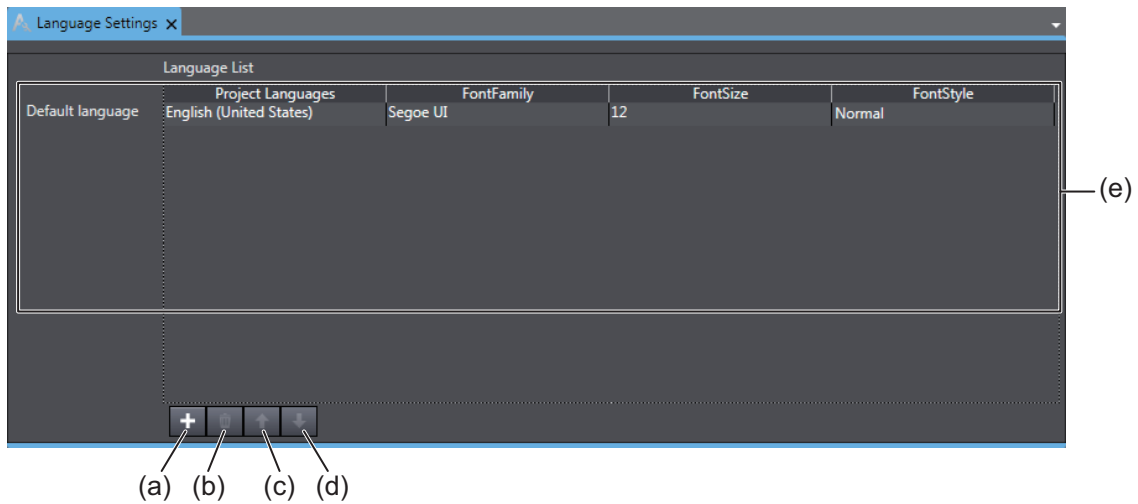 Language Settings
Language List
Project Languages FontFamily FontSize FontStyle
Default language English (United States) Segoe UI 12 Normal
(e)
(a) (b) (c) (d)